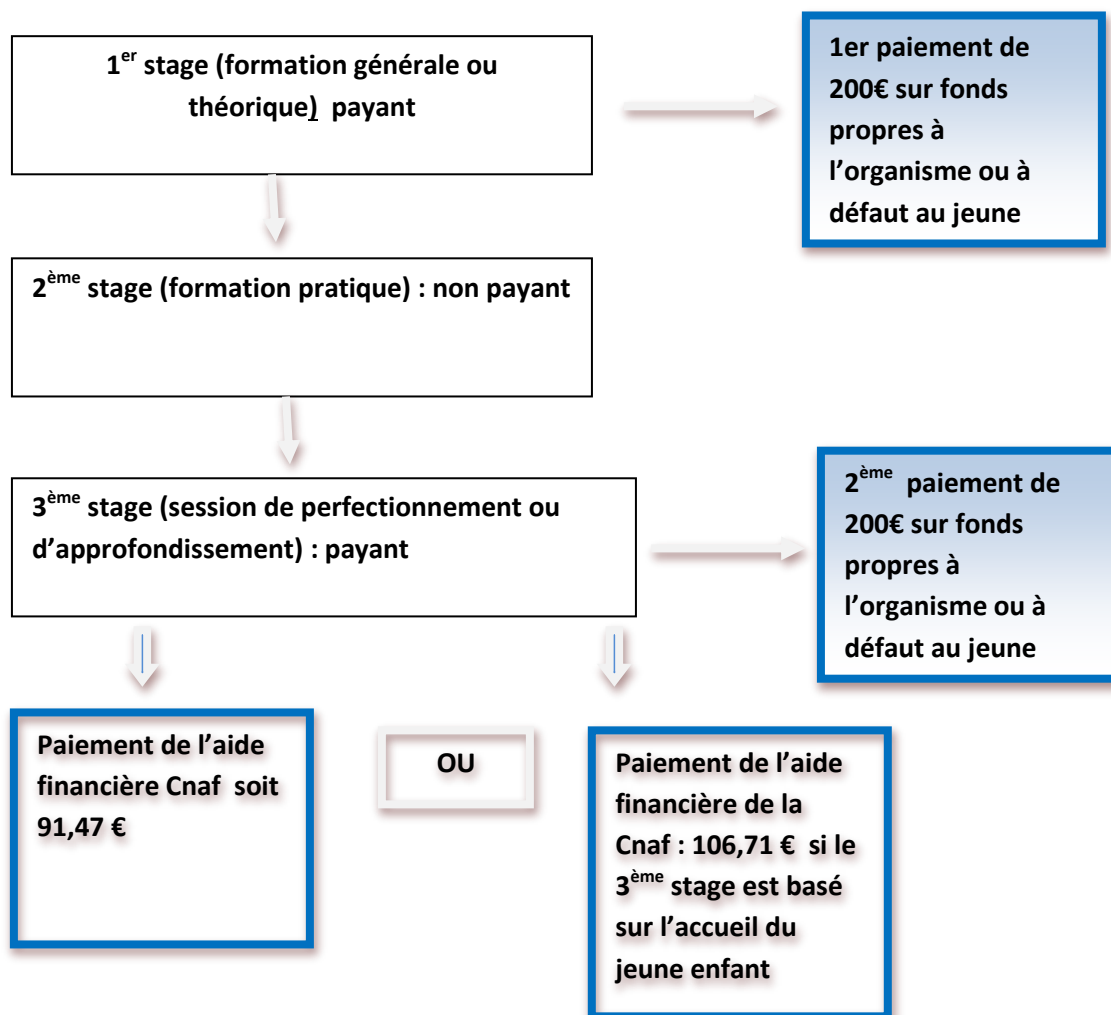 1er stage (formation générale ou
théorique) payant
1er paiement de
200€ sur fonds
propres à
l’organisme ou à
défaut au jeune
2ème stage (formation pratique) : non payant
3ème stage (session de perfectionnement ou
d’approfondissement) : payant
2ème paiement de
200€ sur fonds
propres à
l’organisme ou à
défaut au jeune
Paiement de l’aide
financière Cnaf soit
91,47 €
OU
Paiement de l’aide
financière de la
Cnaf : 106,71 € si le
3ème stage est basé
sur l’accueil du
jeune enfant